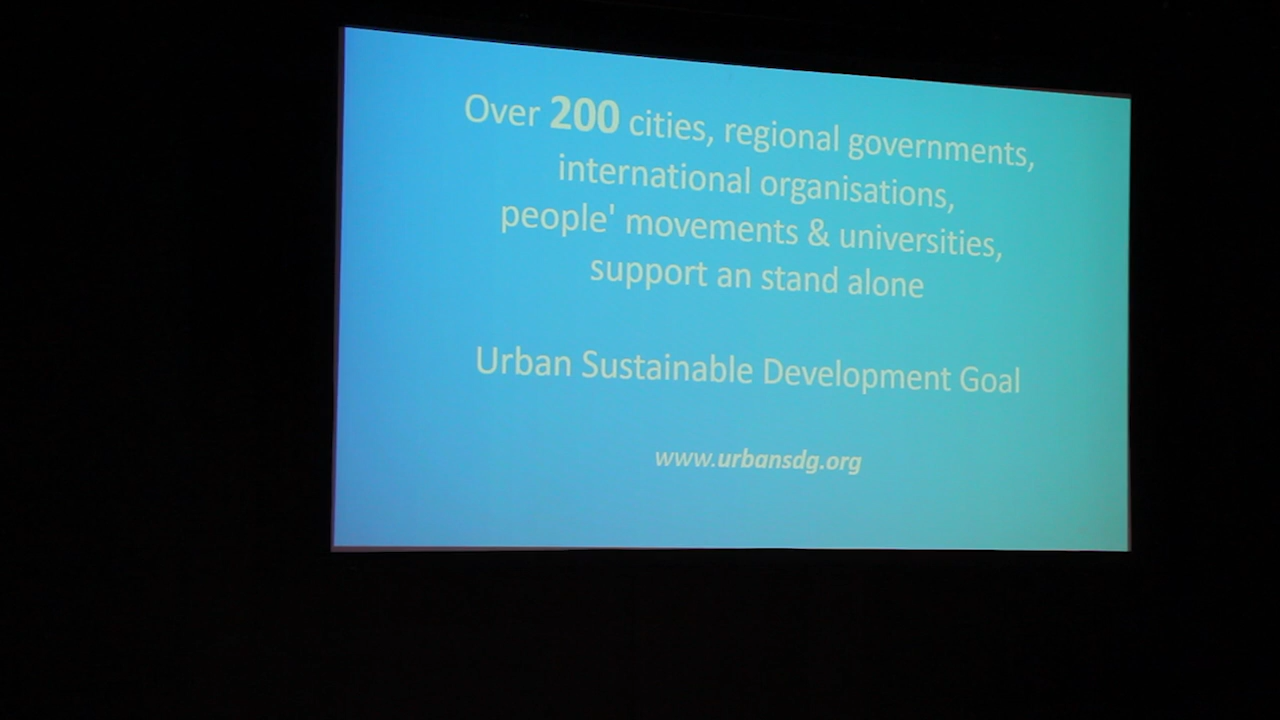 Over 200 cities, regional governments,
international organisations,
people' movements & universities,
support an stand alone
Urban Sustainable Development Goal
www.urbansdg.org